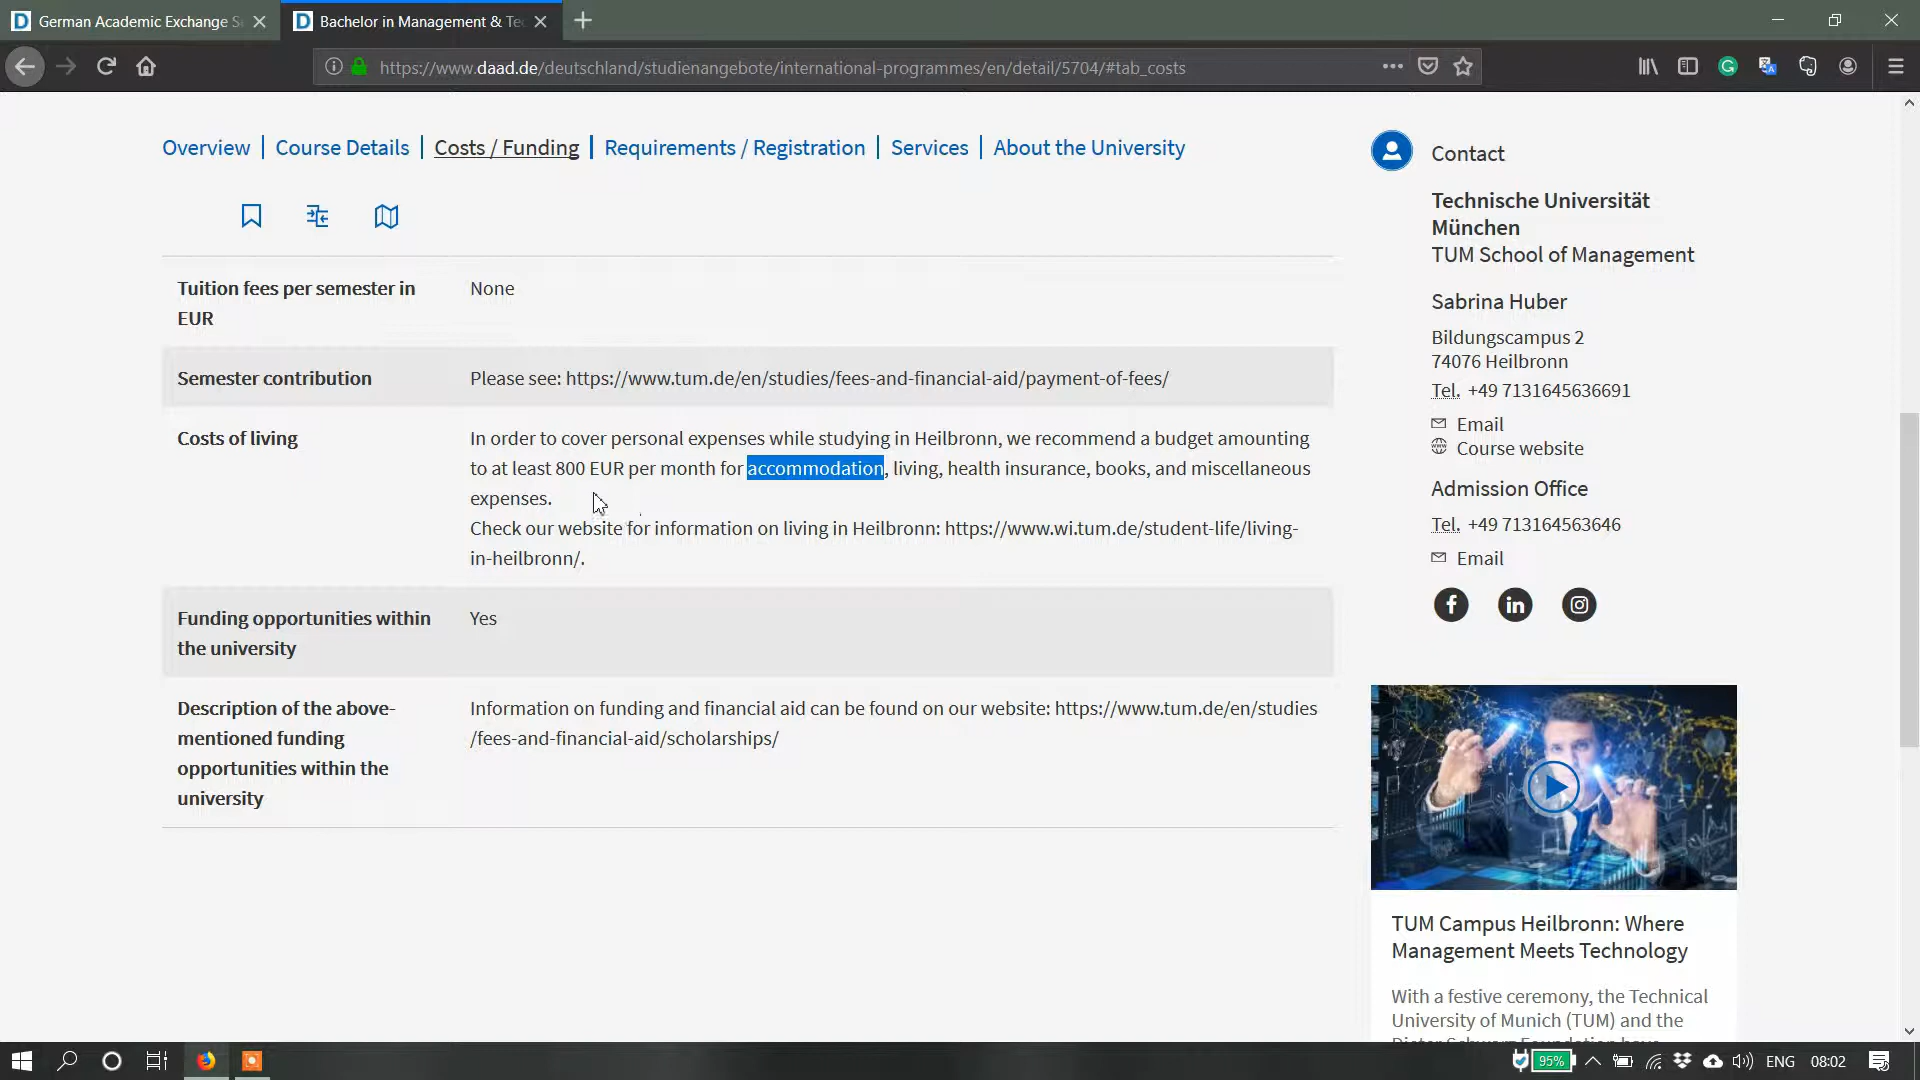 German Academic Exchange S
Bachelor in Management & Te
https://www.daad.de/deutschland/studienangebote/international-programmes/en/detail/5704/#tab_costs
Overview
Course Details
Costs / Funding
Requirements / Registration
Services
About the University
Tuition fees per semester in
EUR
None
Semester contribution
Please see: https://www.tum.de/en/studies/fees-and-financial-aid/payment-of-fees/
Costs of living
In order to cover personal expenses while studying in Heilbronn, we recommend a budget amounting
to at least 800 EUR per month for accommodation, living, health insurance, books, and miscellaneous
expenses.
Check our website for information on living in Heilbronn: https://www.wi.tum.de/student-life/living-
in-heilbronn/.
Funding opportunities within
the university
Yes
Description of the above-
mentioned funding
opportunities within the
university
Information on funding and financial aid can be found on our website: https://www.tum.de/en/studies
/fees-and-financial-aid/scholarships/
Contact
Technische Universität
München
TUM School of Management
Sabrina Huber
Bildungscampus 2
74076 Heilbronn
Tel. +49 7131645636691
Email
Course website
Admission Office
Tel. +49 713164563646
Email
TUM Campus Heilbronn: Where
Management Meets Technology
With a festive ceremony, the Technical
University of Munich (TUM) and the
Dieter Schwarz Foundation have
95%
ENG
08:02